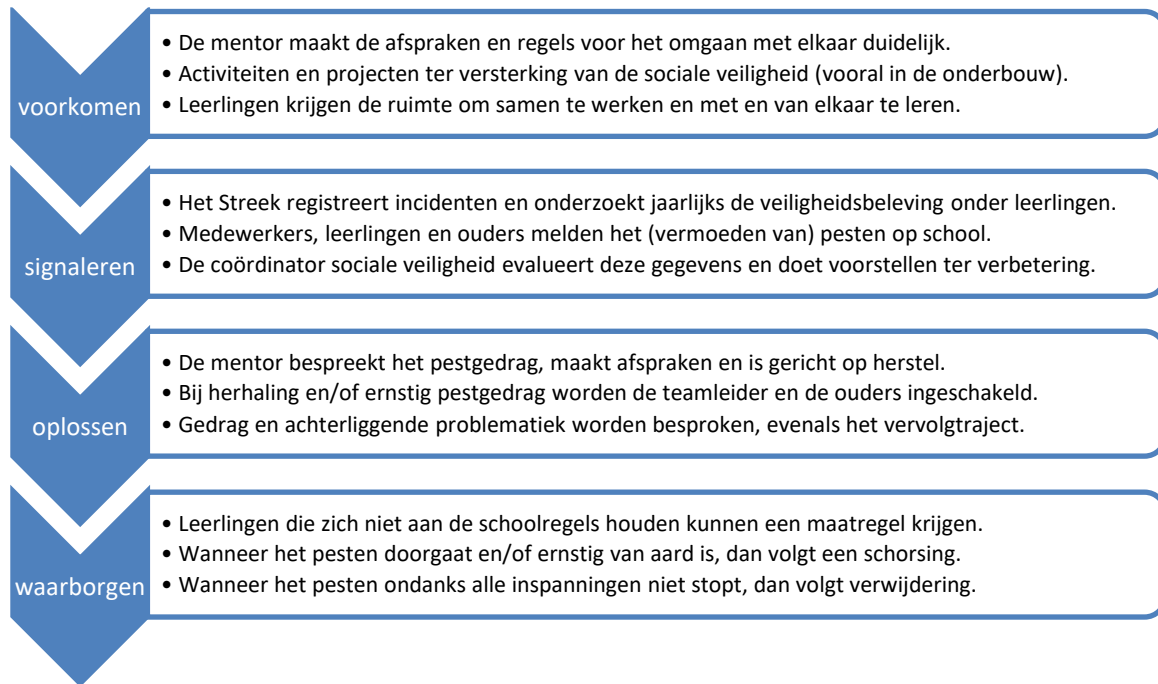 voorkomen
• De mentor maakt de afspraken en regels voor het omgaan met elkaar duidelijk.
• Activiteiten en projecten ter versterking van de sociale veiligheid (vooral in de onderbouw).
• Leerlingen krijgen de ruimte om samen te werken en met en van elkaar te leren.
signaleren
• Het Streek registreert incidenten en onderzoekt jaarlijks de veiligheidsbeleving onder leerlingen.
• Medewerkers, leerlingen en ouders melden het (vermoeden van) pesten op school.
• De coördinator sociale veiligheid evalueert deze gegevens en doet voorstellen ter verbetering.
oplossen
• De mentor bespreekt het pestgedrag, maakt afspraken en is gericht op herstel.
• Bij herhaling en/of ernstig pestgedrag worden de teamleider en de ouders ingeschakeld.
• Gedrag en achterliggende problematiek worden besproken, evenals het vervolgtraject.
waarborgen
• Leerlingen die zich niet aan de schoolregels houden kunnen een maatregel krijgen.
• Wanneer het pesten doorgaat en/of ernstig van aard is, dan volgt een schorsing.
• Wanneer het pesten ondanks alle inspanningen niet stopt, dan volgt verwijdering.